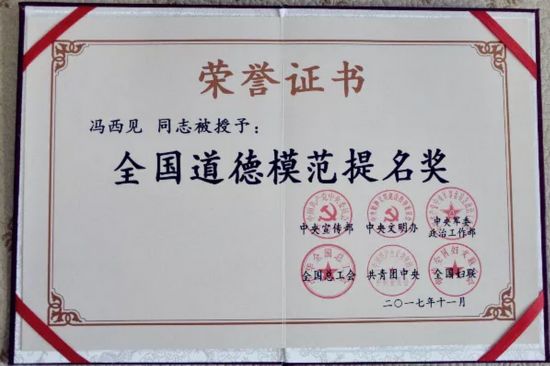 荣誉证书
冯西见 同志被授予：
全国道德模范提名奖
中央宣传部 中央文明办 中央军委政治工作部
全国总工会 共青团中央 全国妇联
二〇一七年十一月